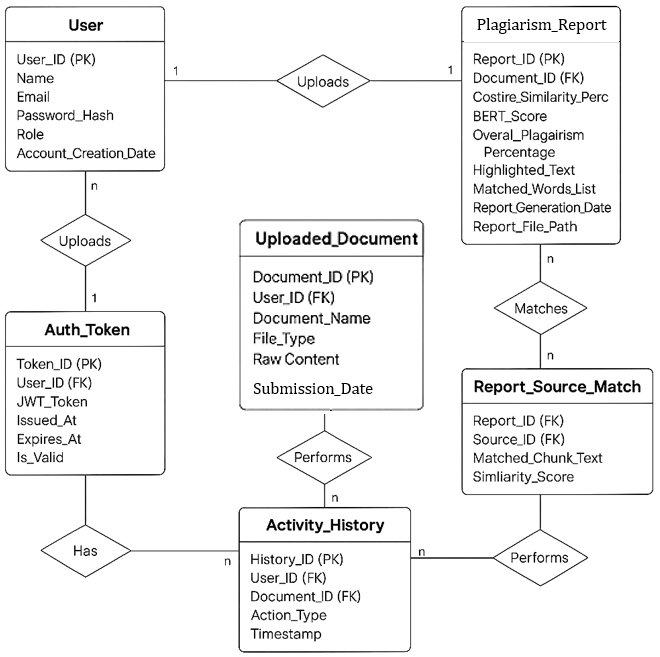 User
User_ID (PK)
Name
Email
Password_Hash
Role
Account_Creation_Date
1
Uploads
1
Plagiarism_Report
Report_ID (PK)
Document_ID (FK)
Costire_Similarity_Perc
BERT_Score
Overal_Plagairism
Percentage
Highlighted_Text
Matched_Words_List
Report_Generation_Date
Report_File_Path
n
Uploads
1
Uploaded_Document
Document_ID (PK)
User_ID (FK)
Document_Name
File_Type
Raw Content
Submission_Date
n
Matches
n
Auth_Token
Token_ID (PK)
User_ID (FK)
JWT_Token
Issued_At
Expires_At
Is_Valid
Report_Source_Match
Report_ID (FK)
Source_ID (FK)
Matched_Chunk_Text
Simliarity_Score
Performs
n
Has
n
Activity_History
History_ID (PK)
User_ID (FK)
Document_ID (FK)
Action_Type
Timestamp
n
Performs